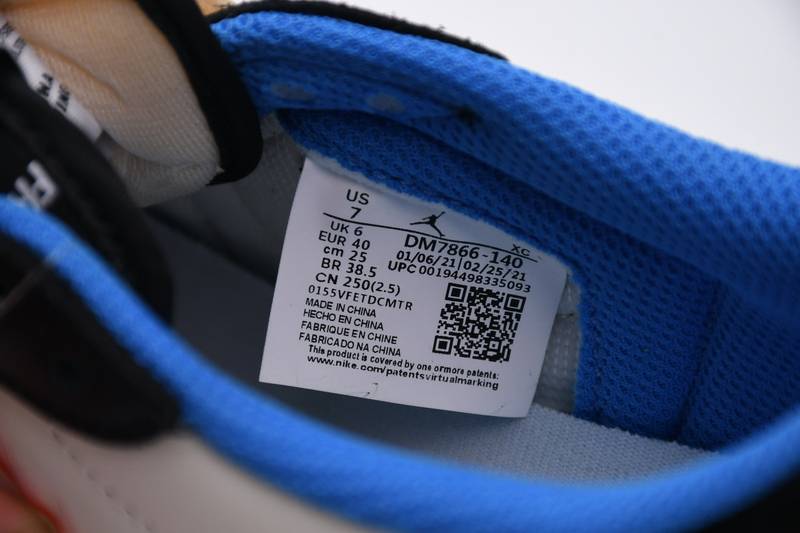 US
7
XC
UK 6
EUR 40
cm 25
BR 38.5
CN 250(2.5)
DM7866-140
01/06/21 02/25/21
UPC 00194498335093
0155VFETDCMTR
MADE IN CHINA
HECHO EN CHINA
FABRIQUE EN CHINE
FABRICADO NA CHINA
This product is covered by one or more patents:
www.nike.com/patentsvirtualmarking